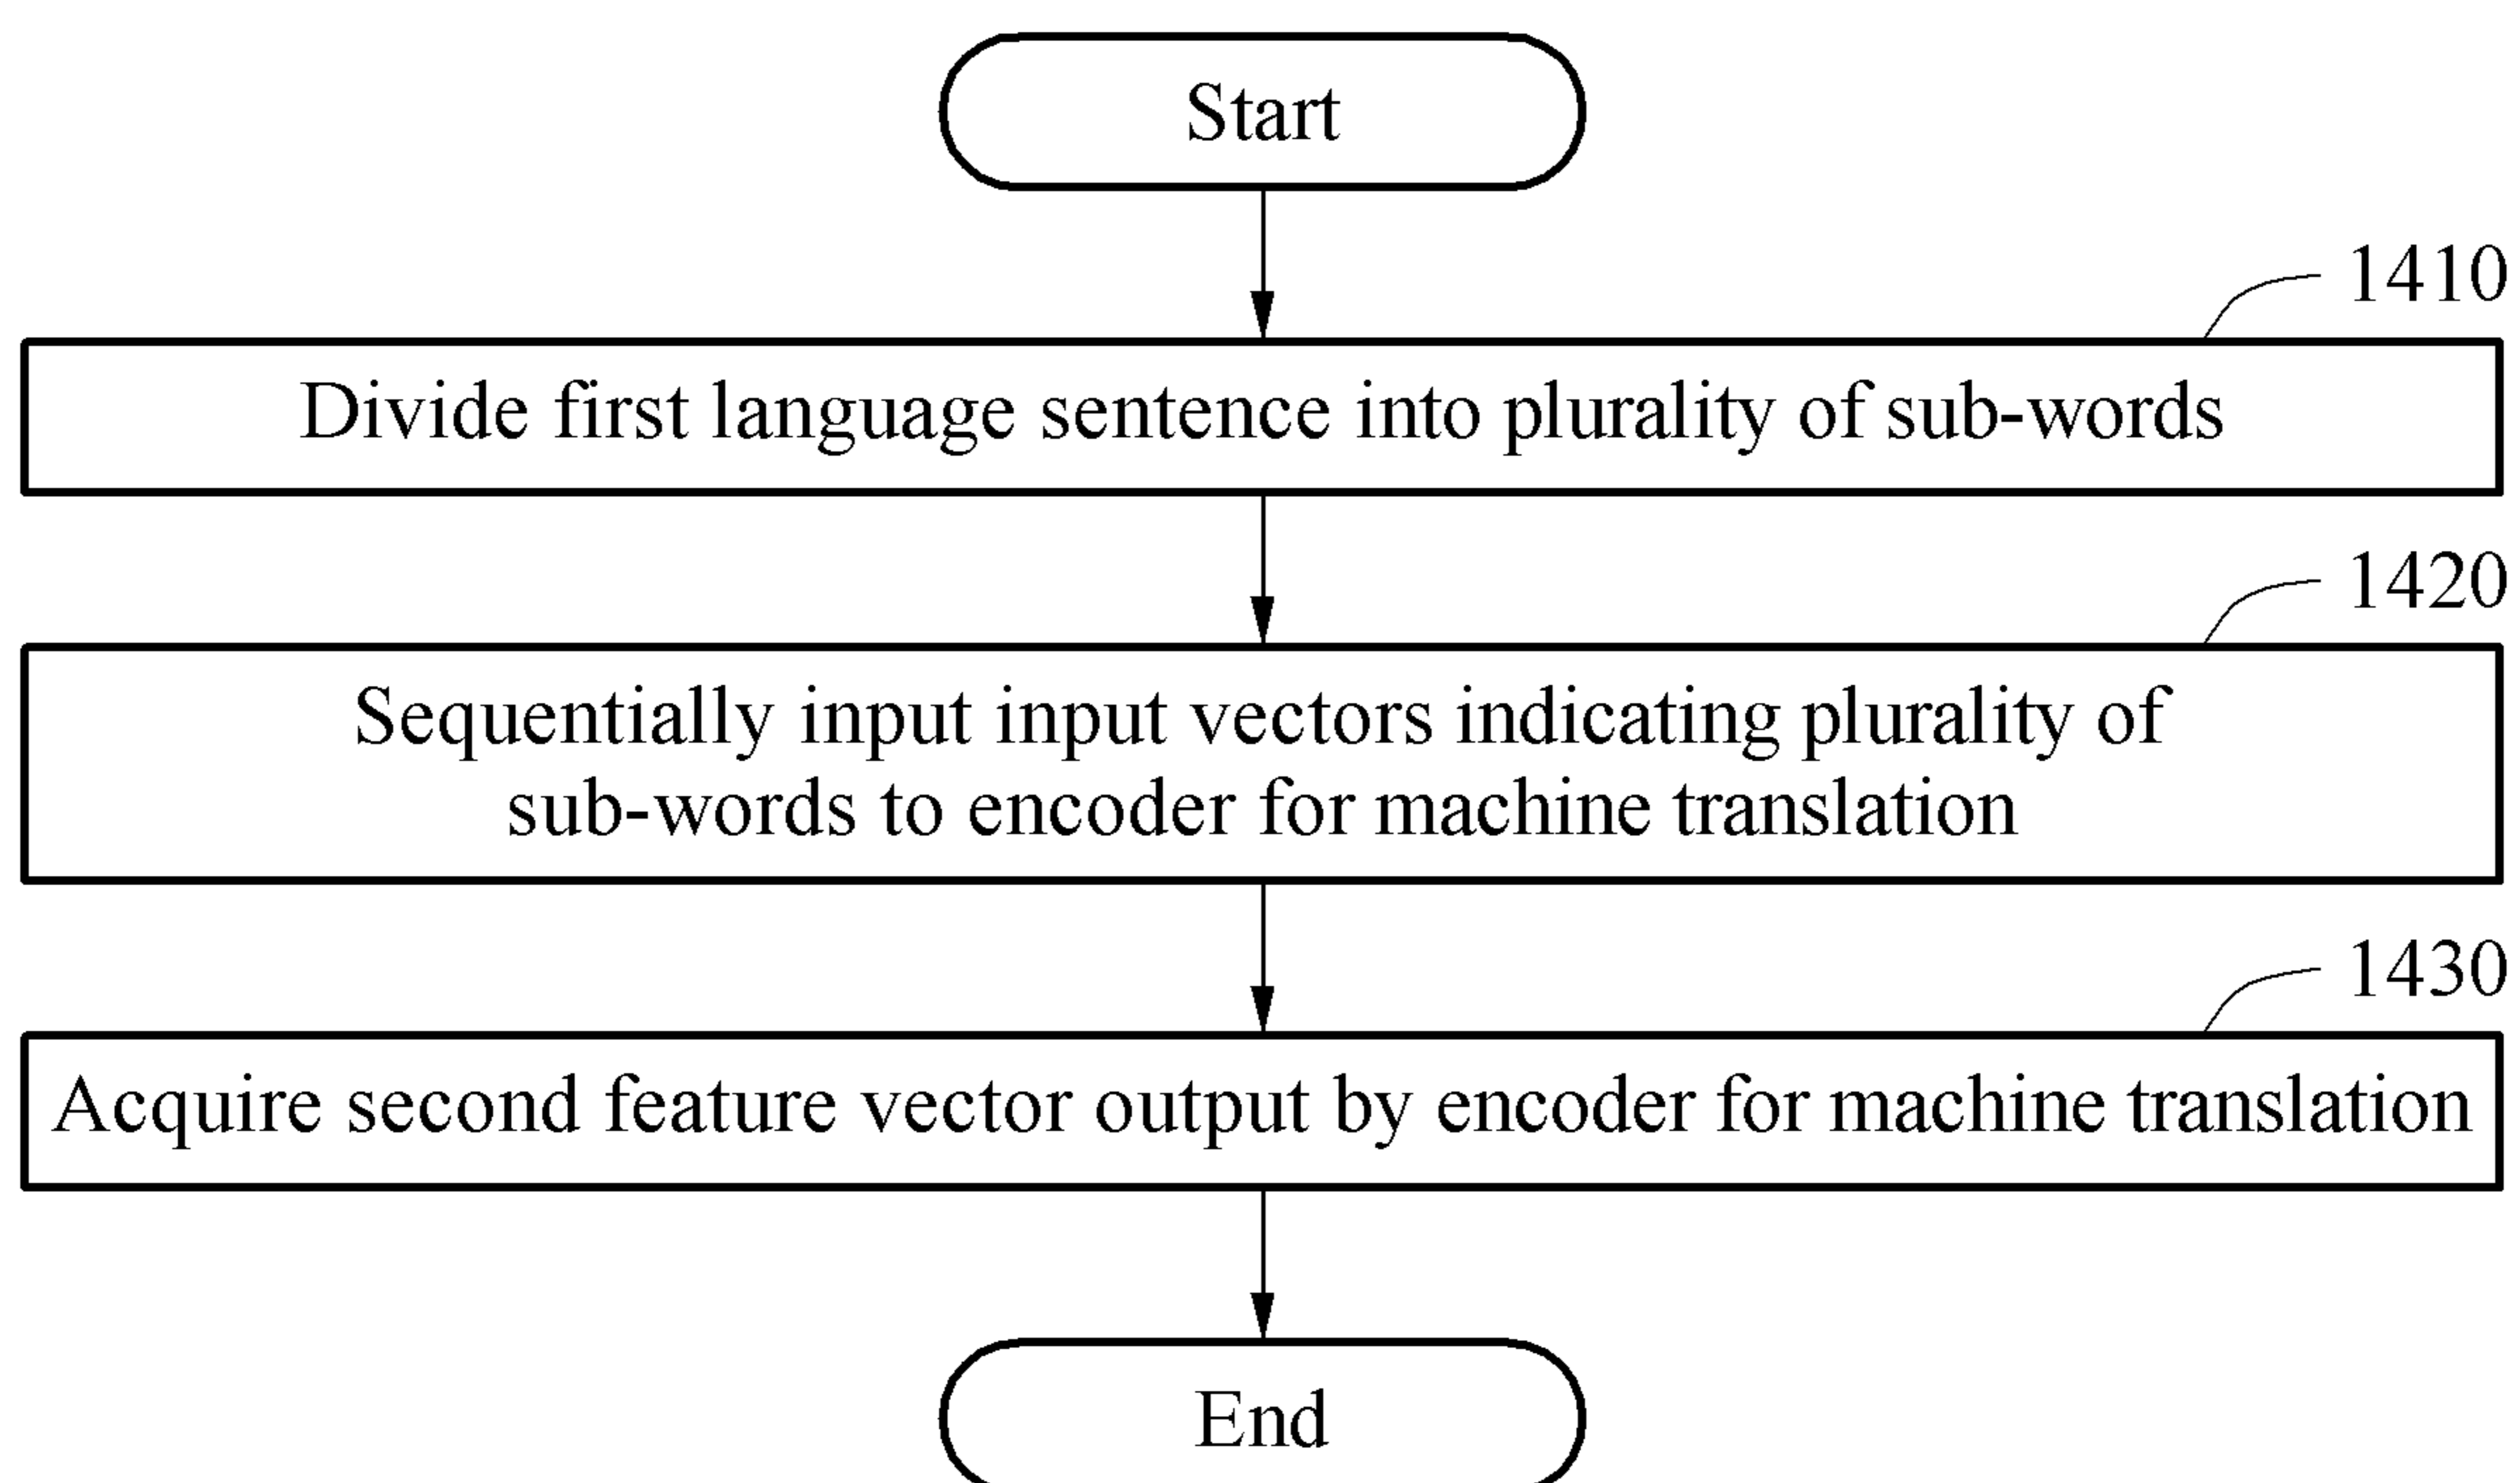 Start
1410
Divide first language sentence into plurality of sub-words
1420
Sequentially input input vectors indicating plurality of
sub-words to encoder for machine translation
1430
Acquire second feature vector output by encoder for machine translation
End